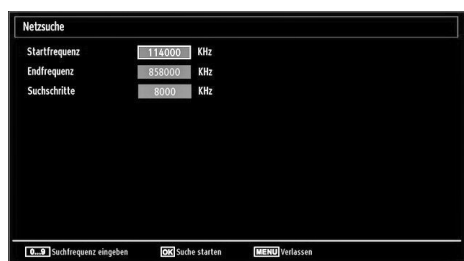 Netzsuche
Startfrequenz 114000 KHz
Endfrequenz 858000 KHz
Suchschritte 8000 KHz
0...9 Suchfrequenz eingeben OK Suche starten MENU Verlassen